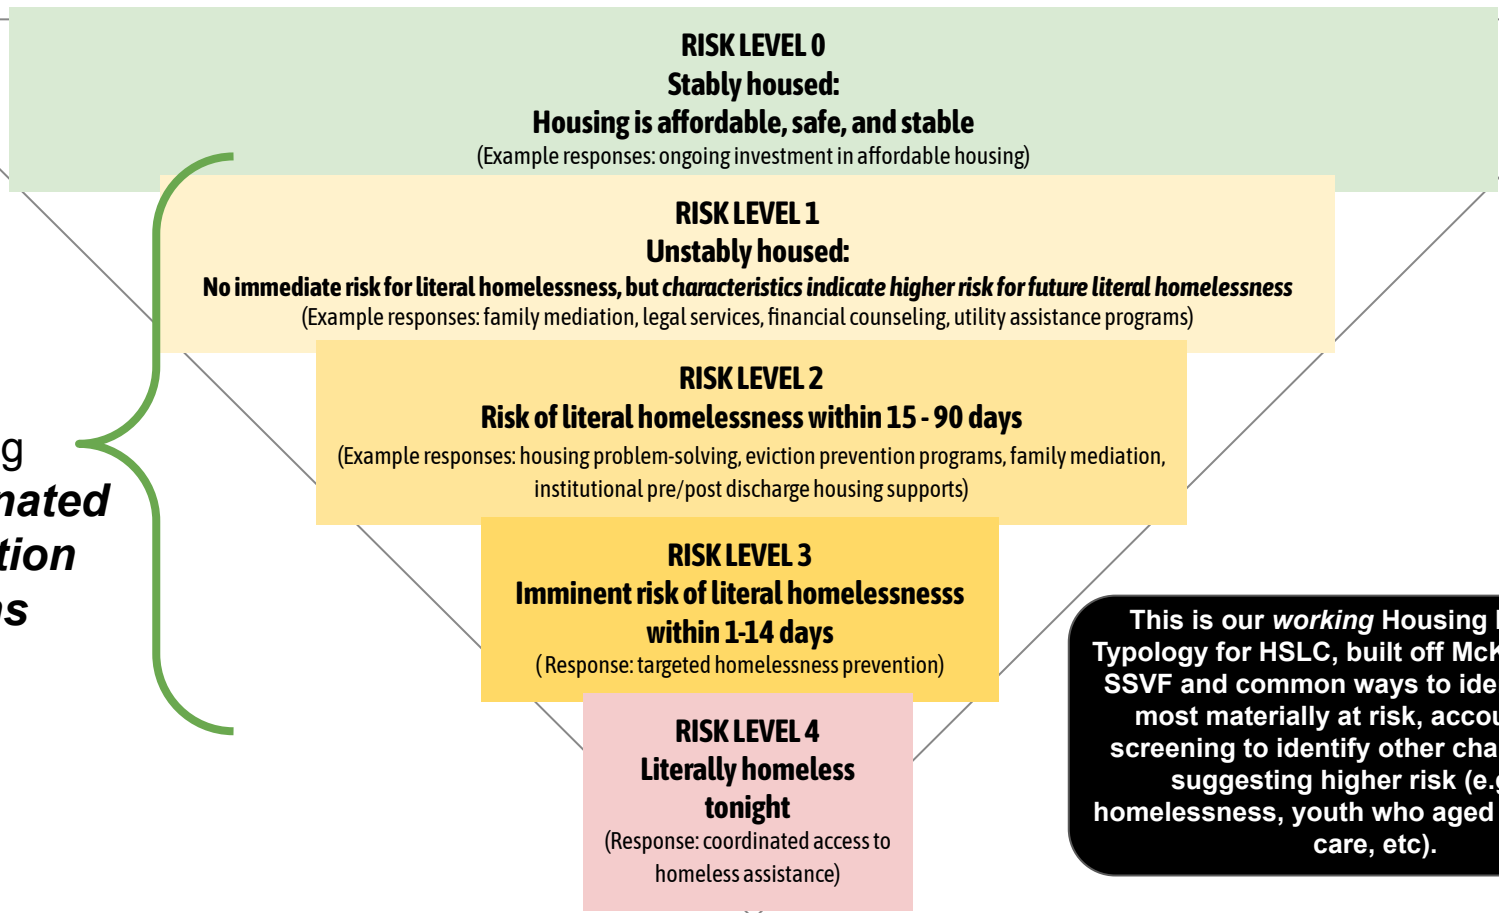 RISK LEVEL 0
Stably housed:
Housing is affordable, safe, and stable
(Example responses: ongoing investment in affordable housing)
RISK LEVEL 1
Unstably housed:
No immediate risk for literal homelessness, but characteristics indicate higher risk for future literal homelessness
(Example responses: family mediation, legal services, financial counseling, utility assistance programs)
RISK LEVEL 2
Risk of literal homelessness within 15 - 90 days
(Example responses: housing problem-solving, eviction prevention programs, family mediation,
institutional pre/post discharge housing supports)
RISK LEVEL 3
Imminent risk of literal homelessnesss
within 1-14 days
( Response: targeted homelessness prevention)
RISK LEVEL 4
Literally homeless
tonight
(Response: coordinated access to
homeless assistance)
This is our working Housing
Typology for HSLC, built off
SSVF and common ways to
most materially at risk,
screening to identify other
suggesting higher risk
homelessness, youth who aged
care, etc).